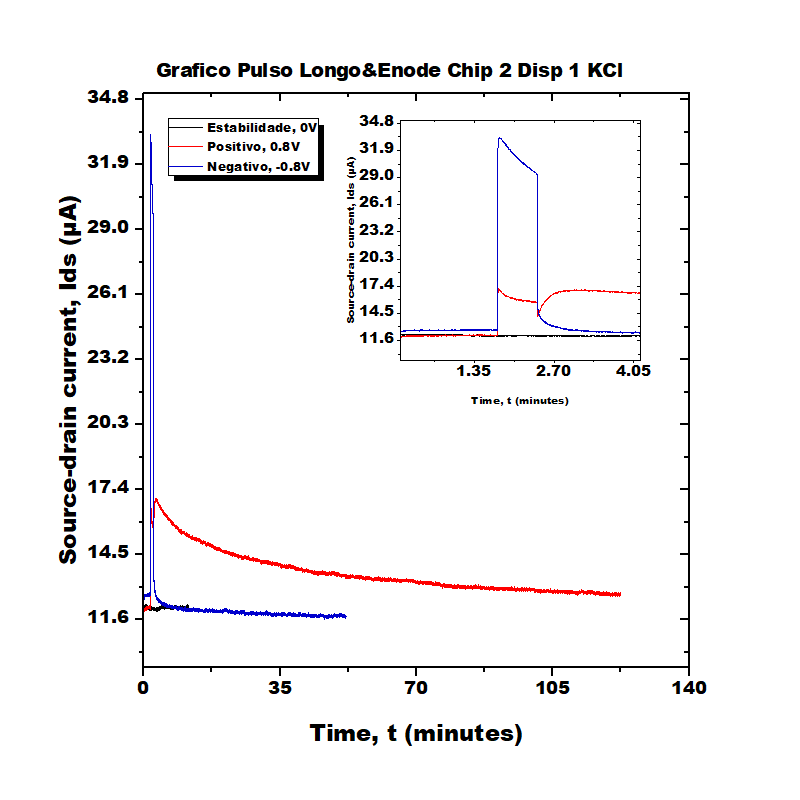 Grafico Pulso Longo&Enode Chip 2 Disp 1 KCl
Source-drain current, Ids (µA)
34.8
31.9
29.0
26.1
23.2
20.3
17.4
14.5
11.6
Estabilidade, 0V
Positivo, 0.8V
Negativo, -0.8V
Source-drain current, Ids (µA)
34.8
31.9
29.0
26.1
23.2
20.3
17.4
14.5
11.6
1.35 2.70 4.05
Time, t (minutes)
0 35 70 105 140
Time, t (minutes)